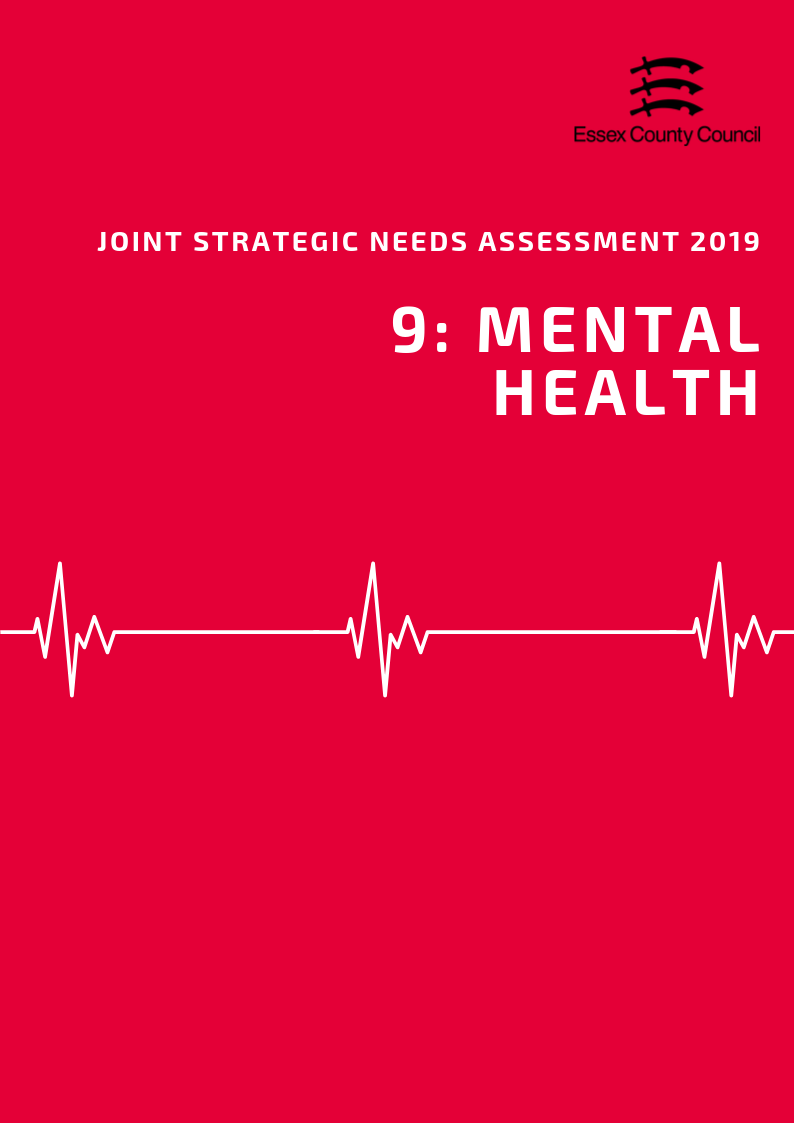 Essex County Council
JOINT STRATEGIC NEEDS ASSESSMENT 2019
9: MENTAL
HEALTH